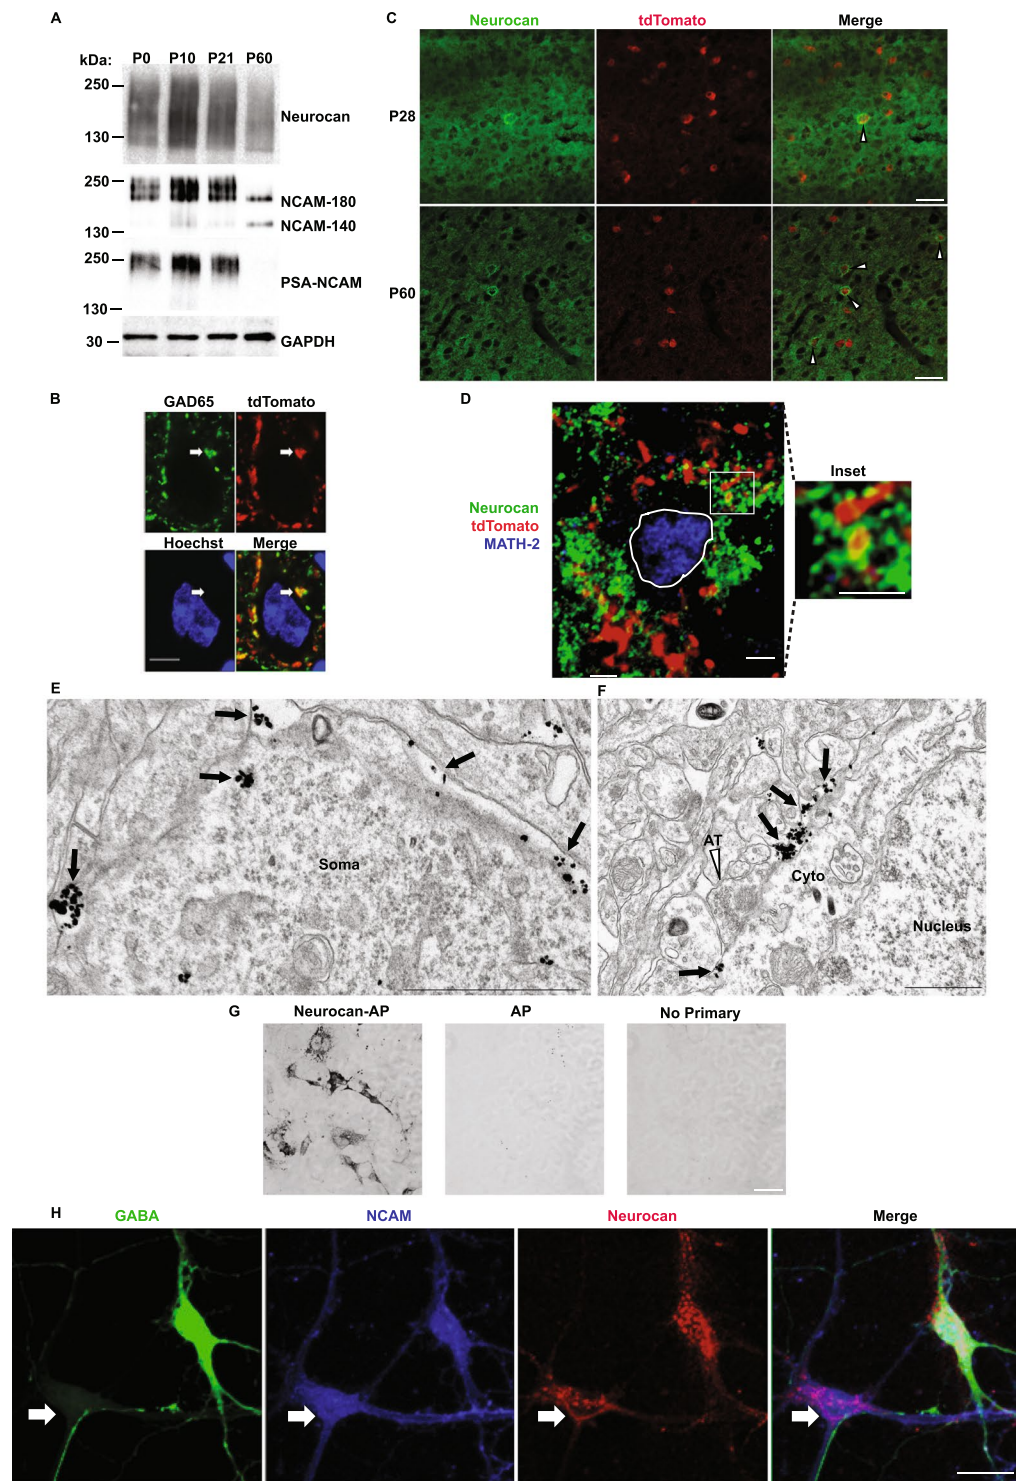 A
kDa: P0 P10 P21 P60
250
Neurocan
130
250
NCAM-180
NCAM-140
130
250
PSA-NCAM
130
30
GAPDH
B
GAD65 tdTomato
Hoechst Merge
C
Neurocan tdTomato Merge
P28
P60
D
Neurocan
tdTomato
MATH-2
Inset
E
Soma
F
AT
Cyto
Nucleus
G
Neurocan-AP AP No Primary
H
GABA NCAM Neurocan Merge